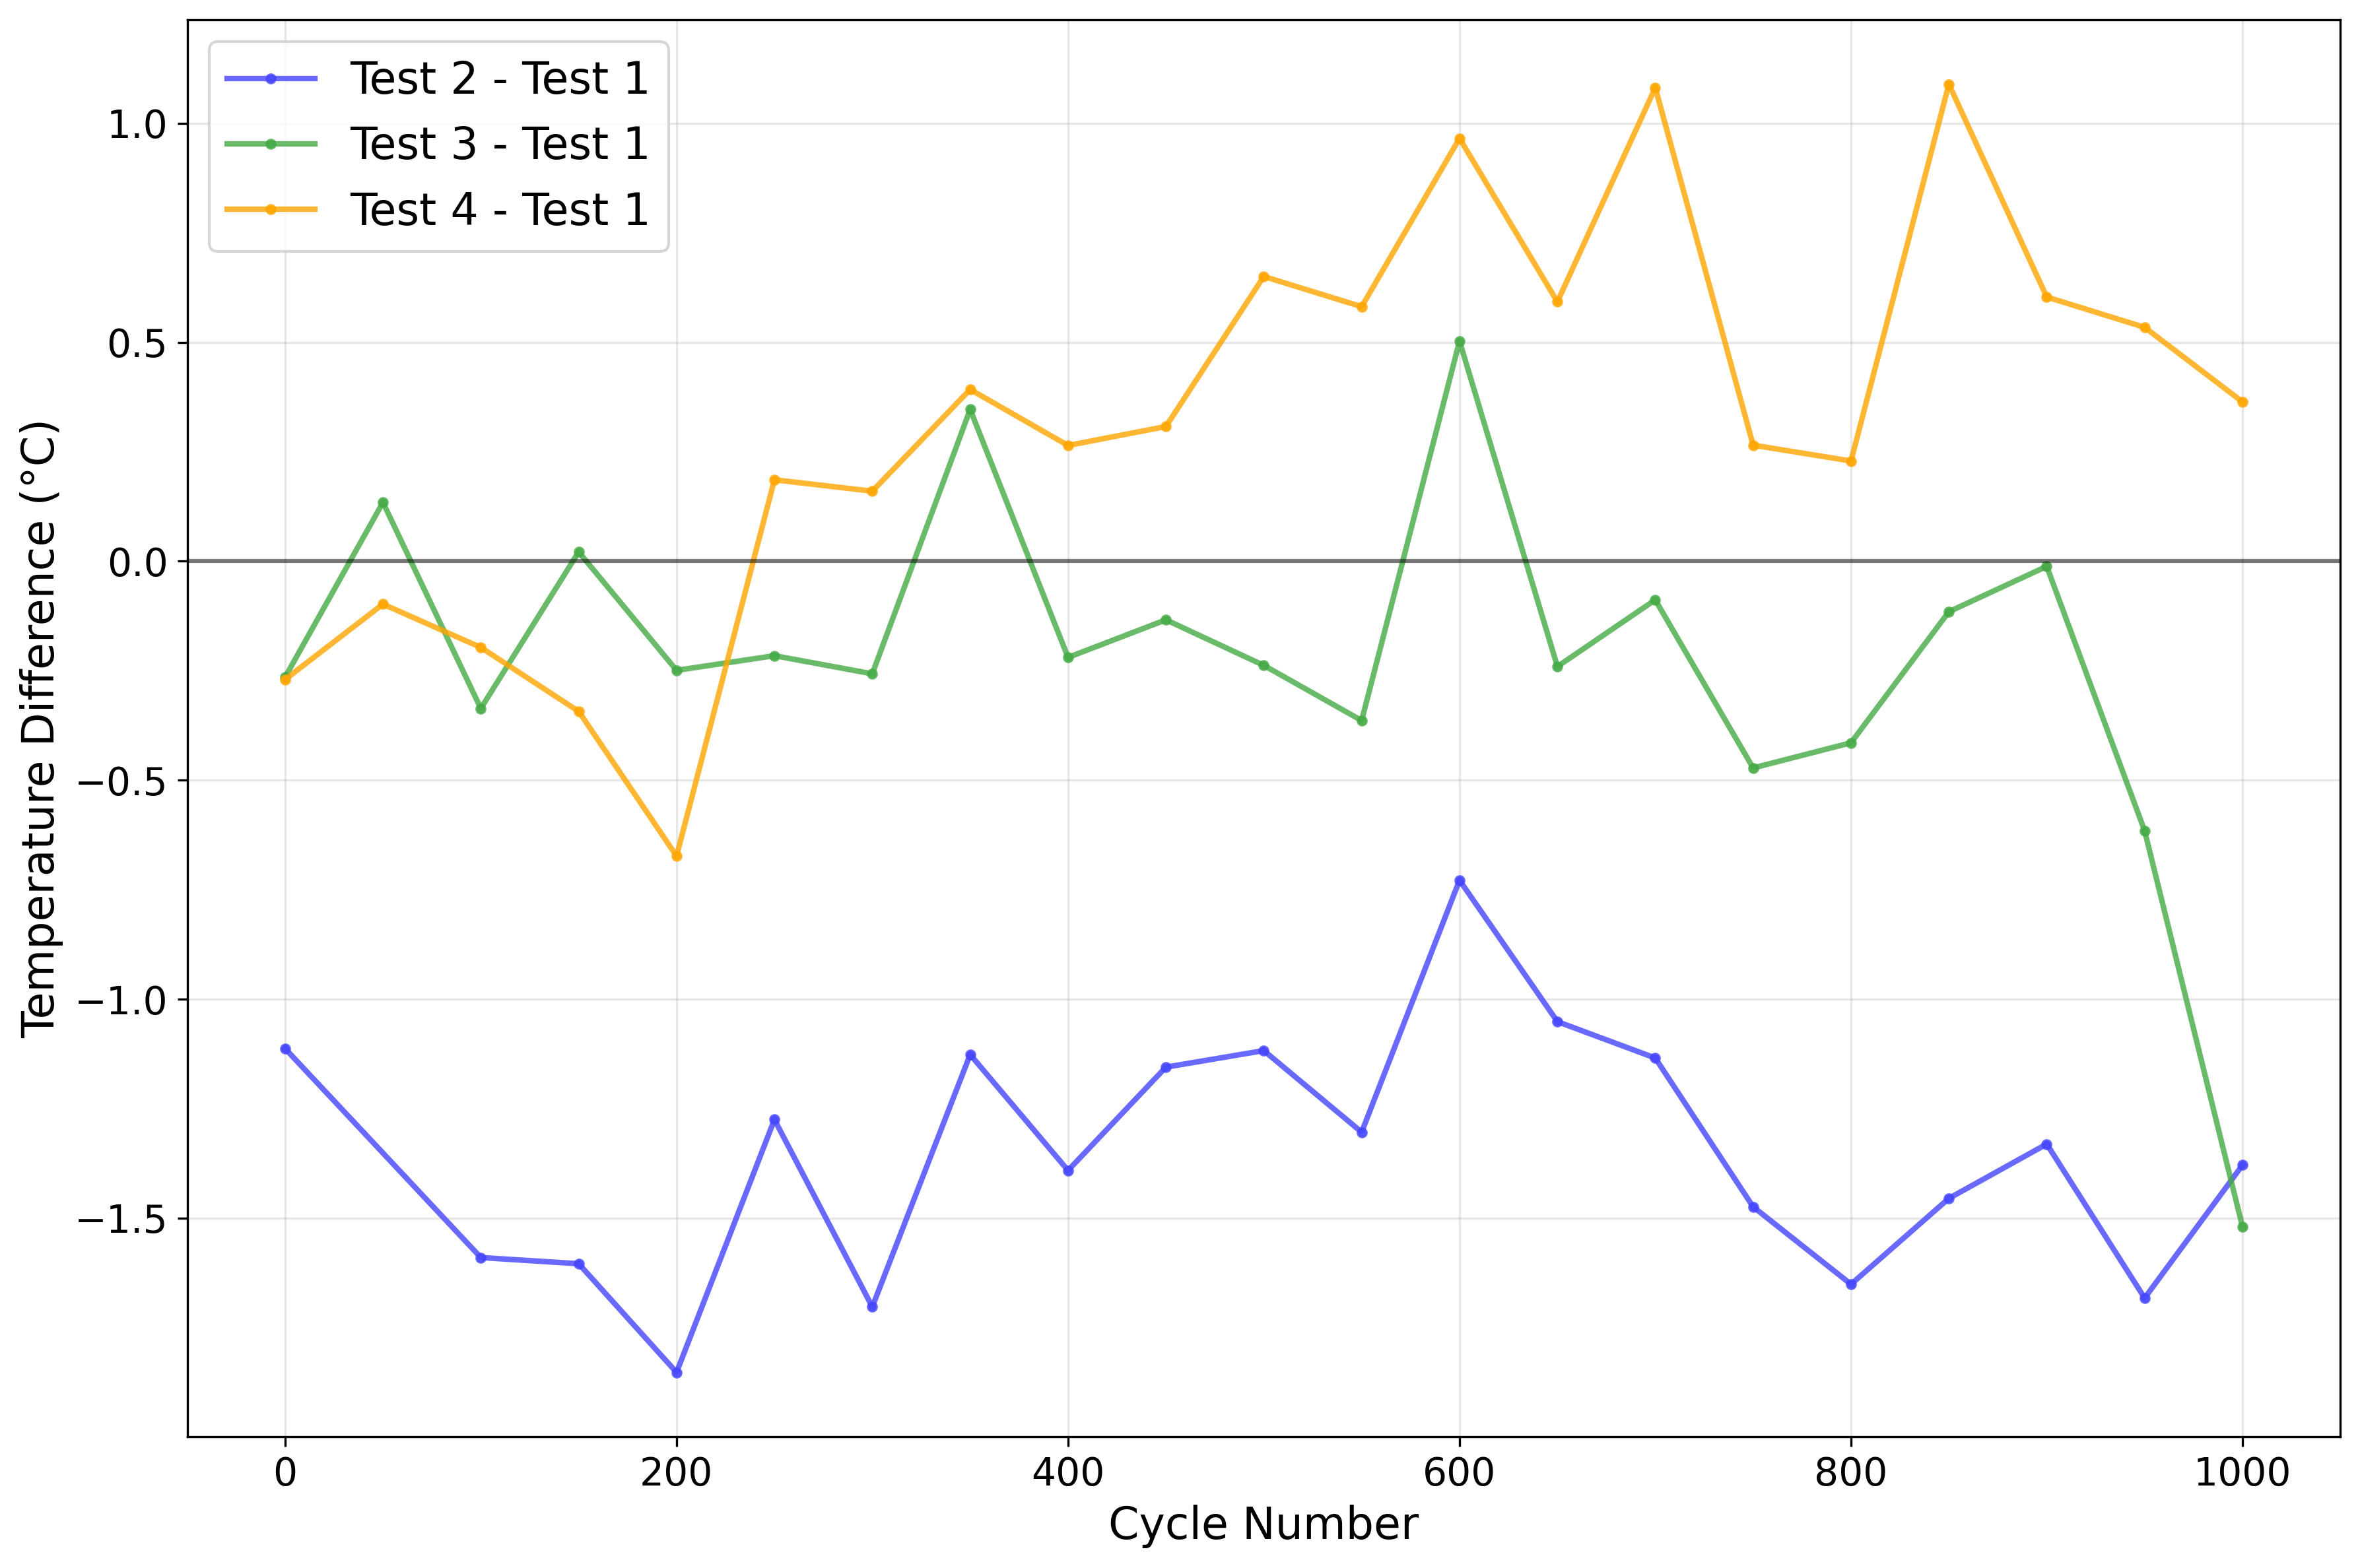 Test 2 - Test 1
Test 3 - Test 1
Test 4 - Test 1
1.0
0.5
0.0
−0.5
−1.0
−1.5
Temperature Difference (°C)
0 200 400 600 800 1000
Cycle Number